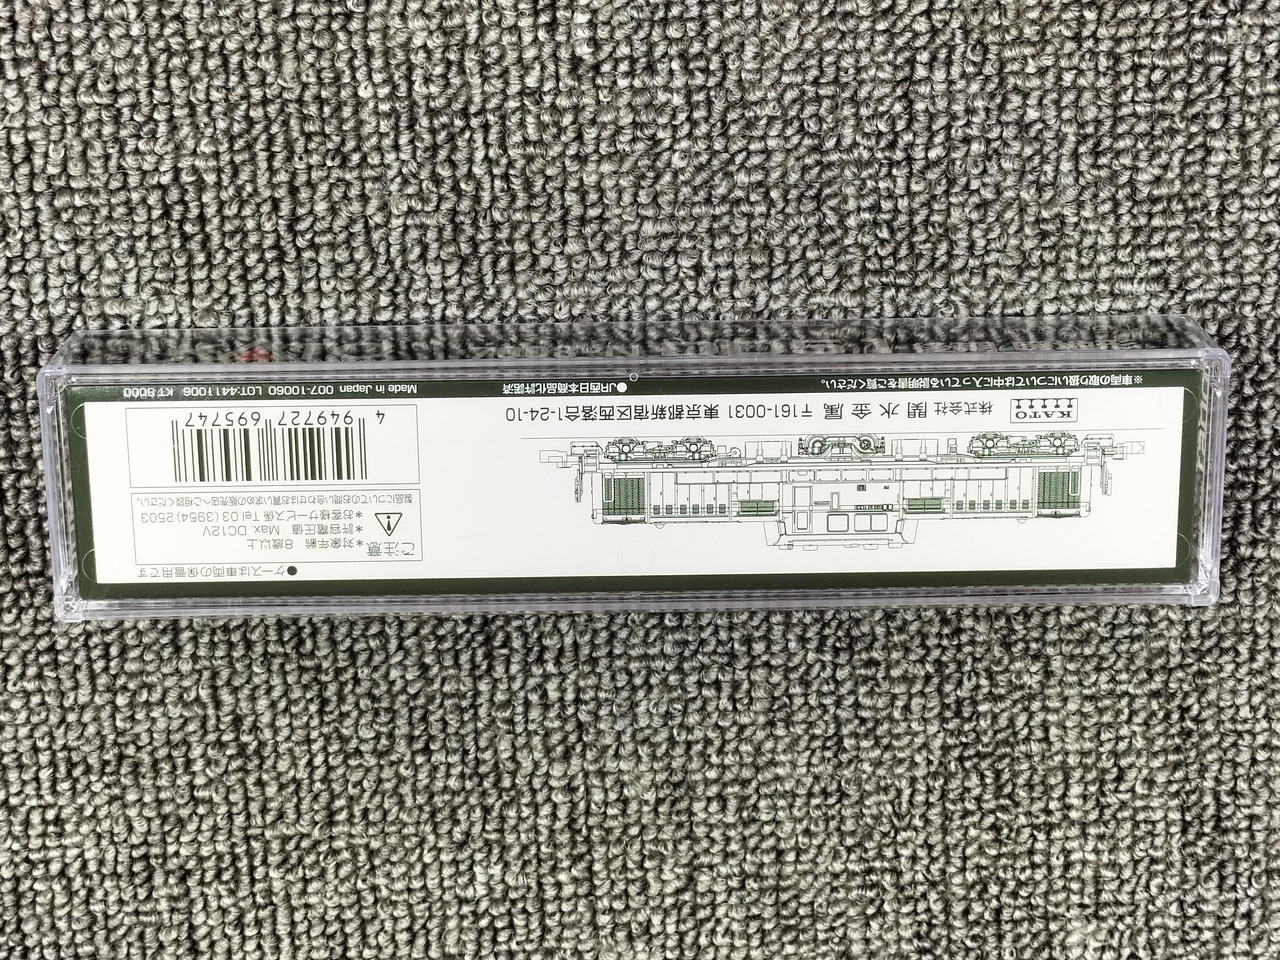 ●ケースは車両の保管用です
ご注意
*対象年齢 8歳以上
*許容電圧値 Max. DC12V
*お客様サービス係 Tel.03(3954)2503
製品についてのお問い合わせはお買い求めの販売店へご相談ください。
4 949727 695747
KATO 株式会社 関水金属 〒161-0031 東京都新宿区西落合1-24-10
※車両の取り扱いについては中に入っている説明書をご覧ください。
●JR西日本商品化許諾済
Made in Japan 007-10060 LOT:4411006 KT8000